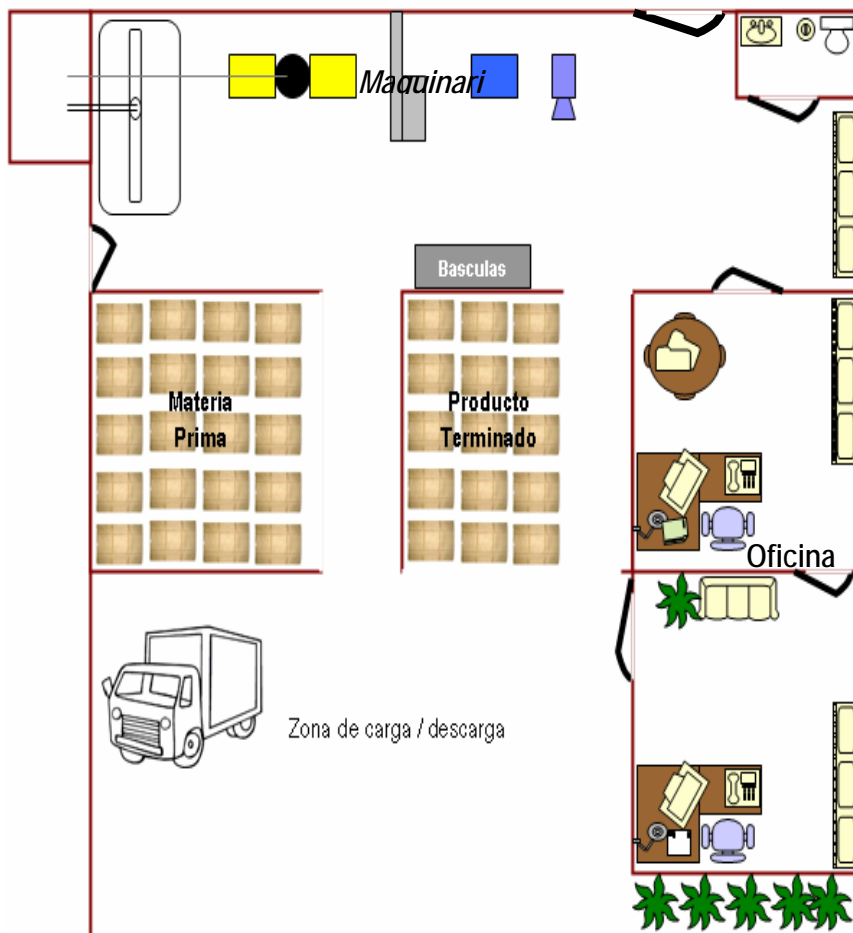 Maquinari
Basculas
Materia
Prima
Producto
Terminado
Oficina
Zona de carga / descarga